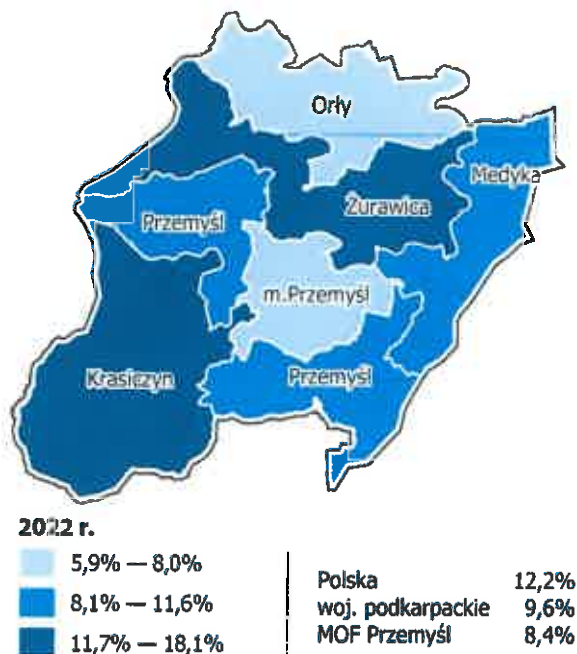 Orły
Medyka
Żurawica
Przemyśl
m.Przemyśl
Krasiczyn
Przemyśl
2022 r.
5,9% — 8,0%
8,1% — 11,6%
11,7% — 18,1%
Polska 12,2%
woj. podkarpackie 9,6%
MOF Przemyśl 8,4%